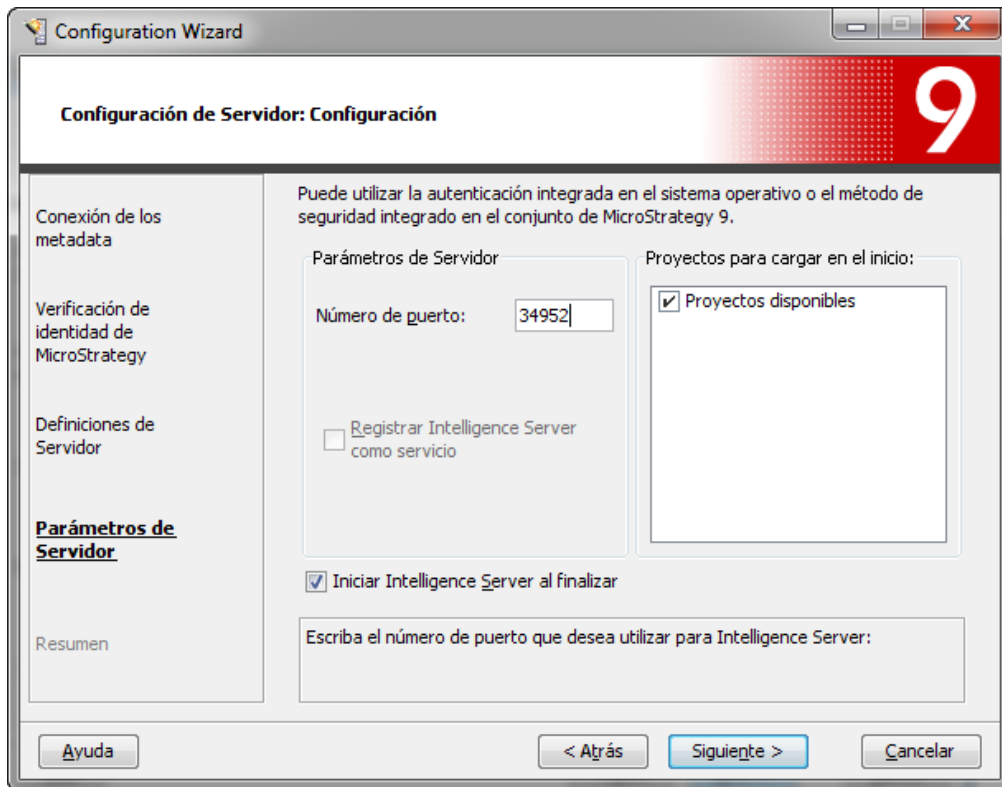 Configuration Wizard
Configuración de Servidor: Configuración
9
Conexión de los
metadata
Verificación de
identidad de
MicroStrategy
Definiciones de
Servidor
Parámetros de
Servidor
Resumen
Puede utilizar la autenticación integrada en el sistema operativo o el método de
seguridad integrado en el conjunto de MicroStrategy 9.
Parámetros de Servidor
Número de puerto:
34952
Registrar Intelligence Server
como servicio
Proyectos para cargar en el inicio:
Proyectos disponibles
Iniciar Intelligence Server al finalizar
Escriba el número de puerto que desea utilizar para Intelligence Server:
Ayuda
< Atrás
Siguiente >
Cancelar